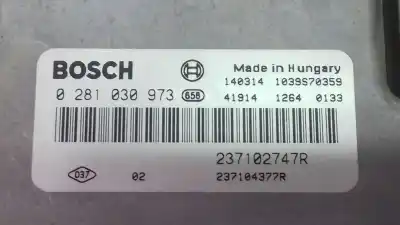 BOSCH
Made in Hungary
140314 1039S70359
0 281 030 973 658
41914 1264 0133
237102747R
D37 02 237104377R